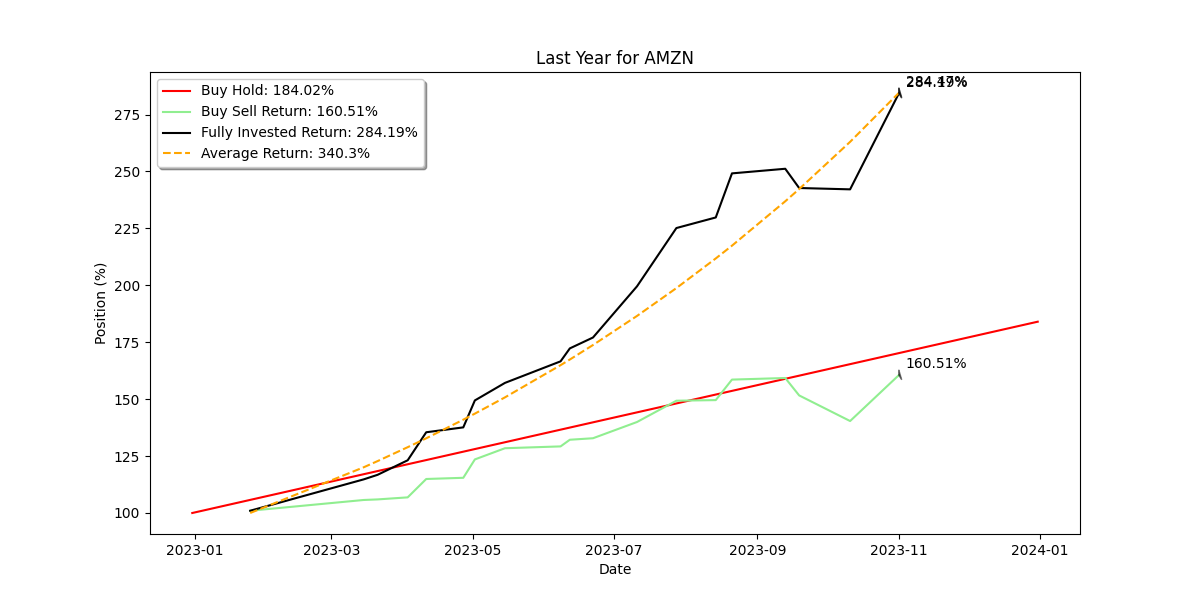 Last Year for AMZN
Buy Hold: 184.02%
Buy Sell Return: 160.51%
Fully Invested Return: 284.19%
Average Return: 340.3%
284.19%
160.51%
275
250
225
200
175
150
125
100
Position (%)
2023-01 2023-03 2023-05 2023-07 2023-09 2023-11 2024-01
Date